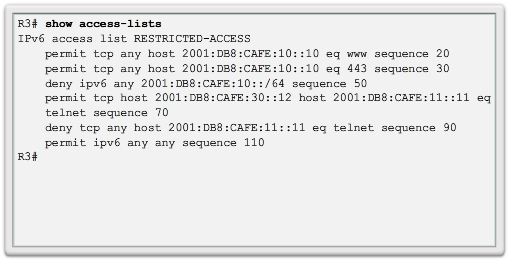 R3# show access-lists
IPv6 access list RESTRICTED-ACCESS
permit tcp any host 2001:DB8:CAFE:10::10 eq www sequence 20
permit tcp any host 2001:DB8:CAFE:10::10 eq 443 sequence 30
deny ipv6 any 2001:DB8:CAFE:10::/64 sequence 50
permit tcp host 2001:DB8:CAFE:30::12 host 2001:DB8:CAFE:11::11 eq
telnet sequence 70
deny tcp any host 2001:DB8:CAFE:11::11 eq telnet sequence 90
permit ipv6 any any sequence 110
R3#